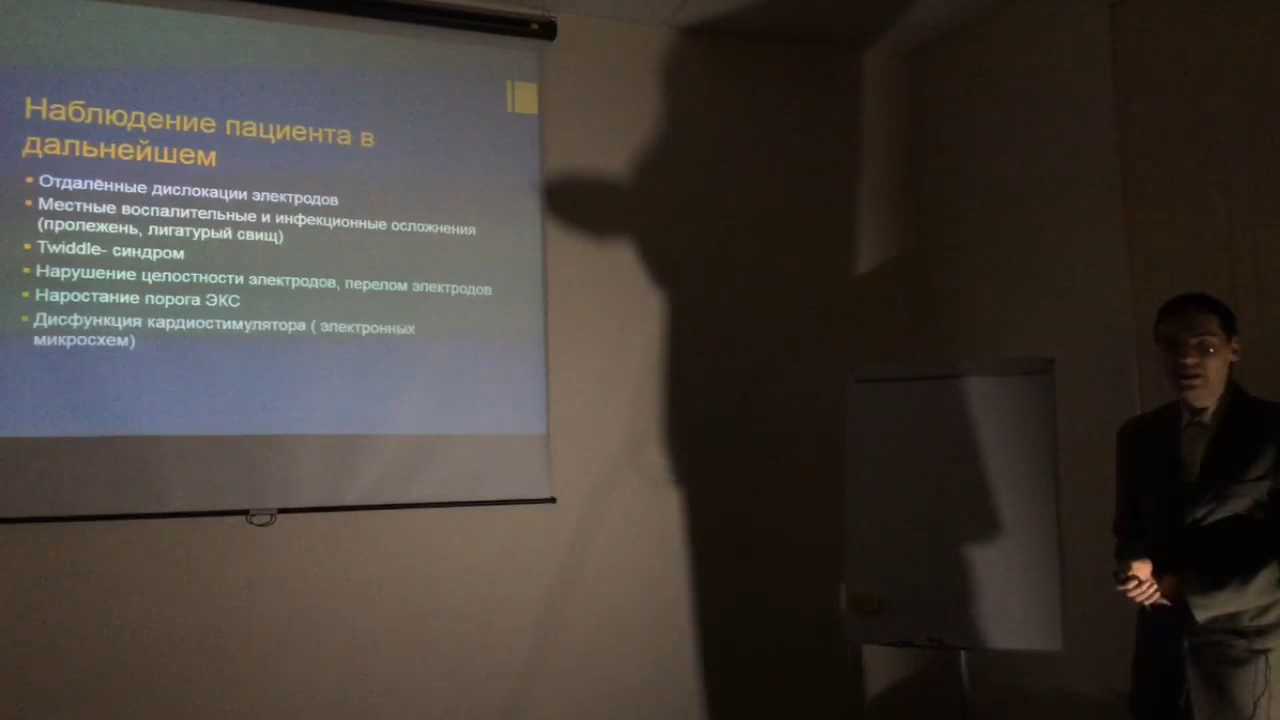 Наблюдение пациента в
дальнейшем
Отдалённые дислокации электродов
Местные воспалительные и инфекционные осложнения
(пролежень, лигатурый свищ)
Twiddle- синдром
Нарушение целостности электродов, перелом электродов
Наростание порога ЭКС
Дисфункция кардиостимулятора ( электронных
микросхем)